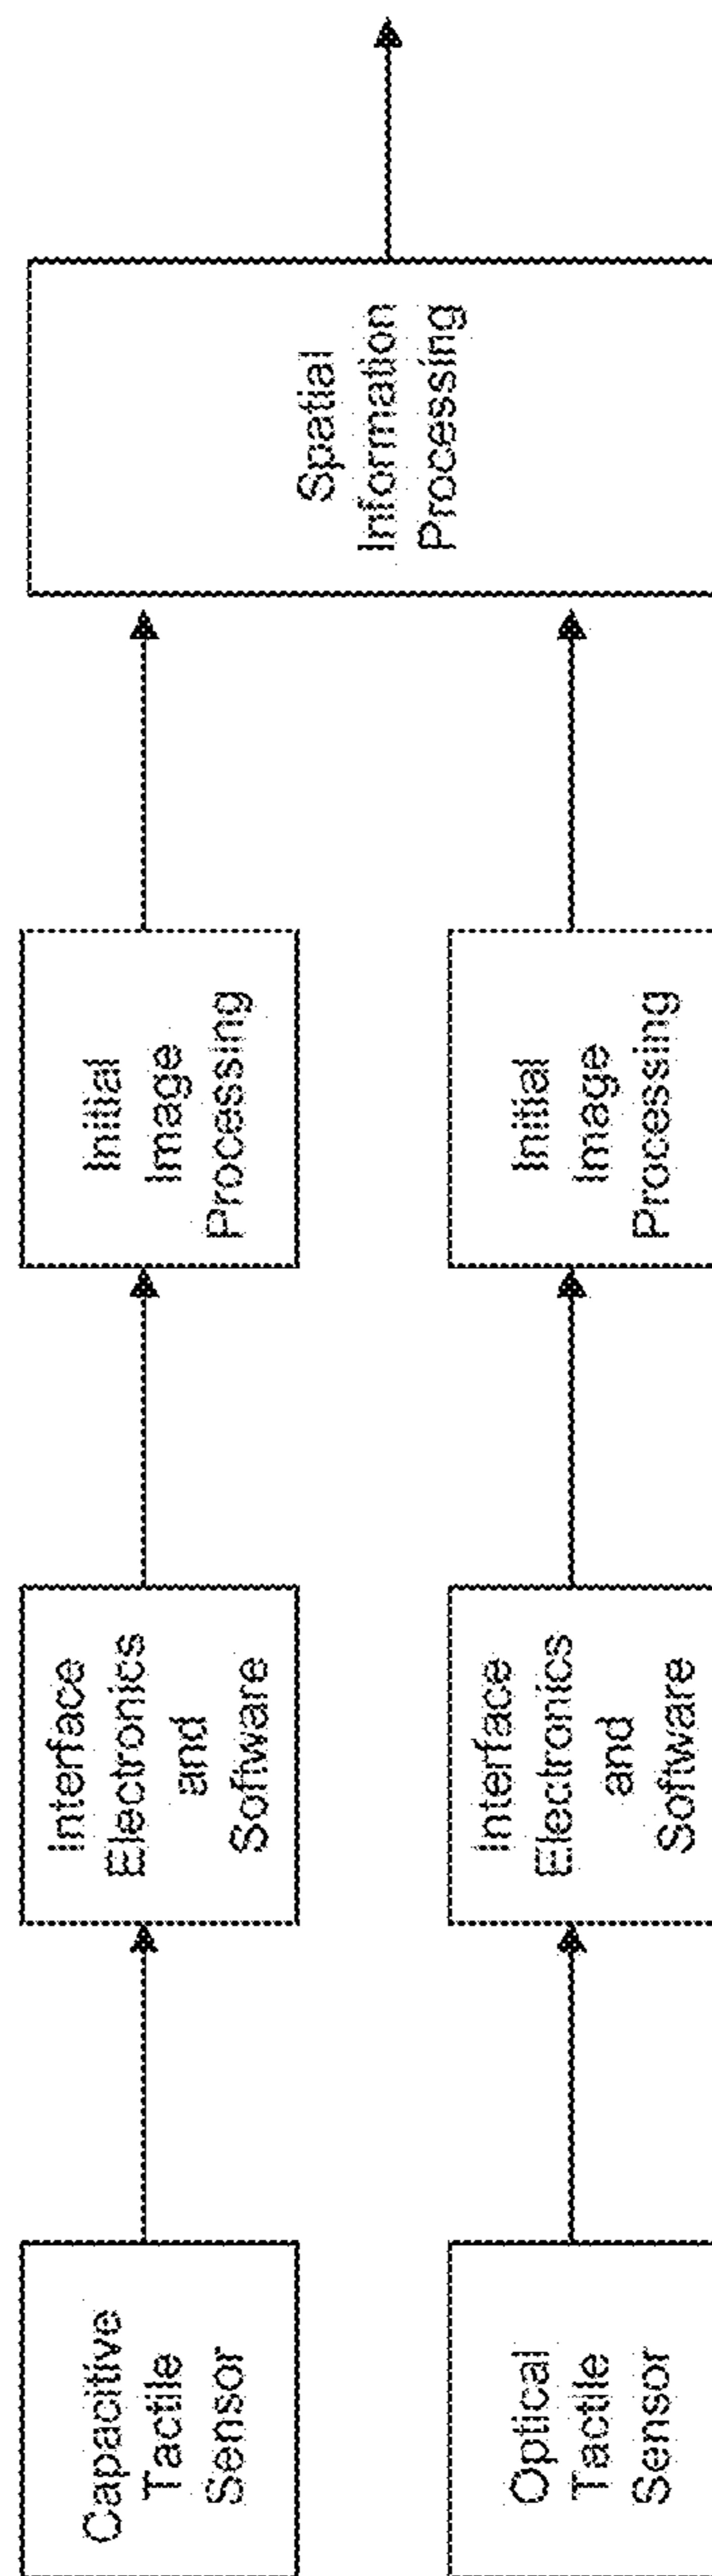 Capacitive
Tactile
Sensor
Interface
Electronics
and
Software
Initial
Image
Processing
Optical
Tactile
Sensor
Interface
Electronics
and
Software
Initial
Image
Processing
Spatial
Information
Processing